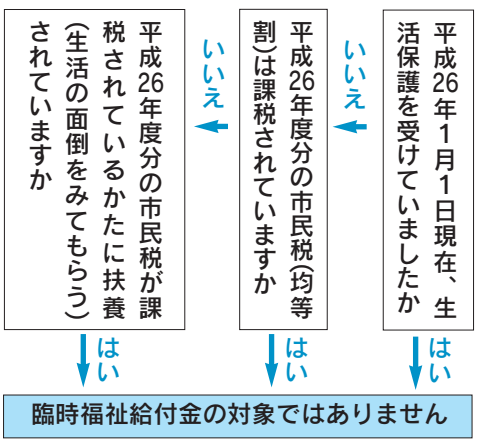 平成26年1月1日現在、生
活保護を受けていましたか
いいえ
はい
平成26年度分の市民税(均等
割)は課税されていますか
いいえ
はい
平成26年度分の市民税が課
税されているかたに扶養
(生活の面倒をみてもらう)
されていますか
はい
臨時福祉給付金の対象ではありません